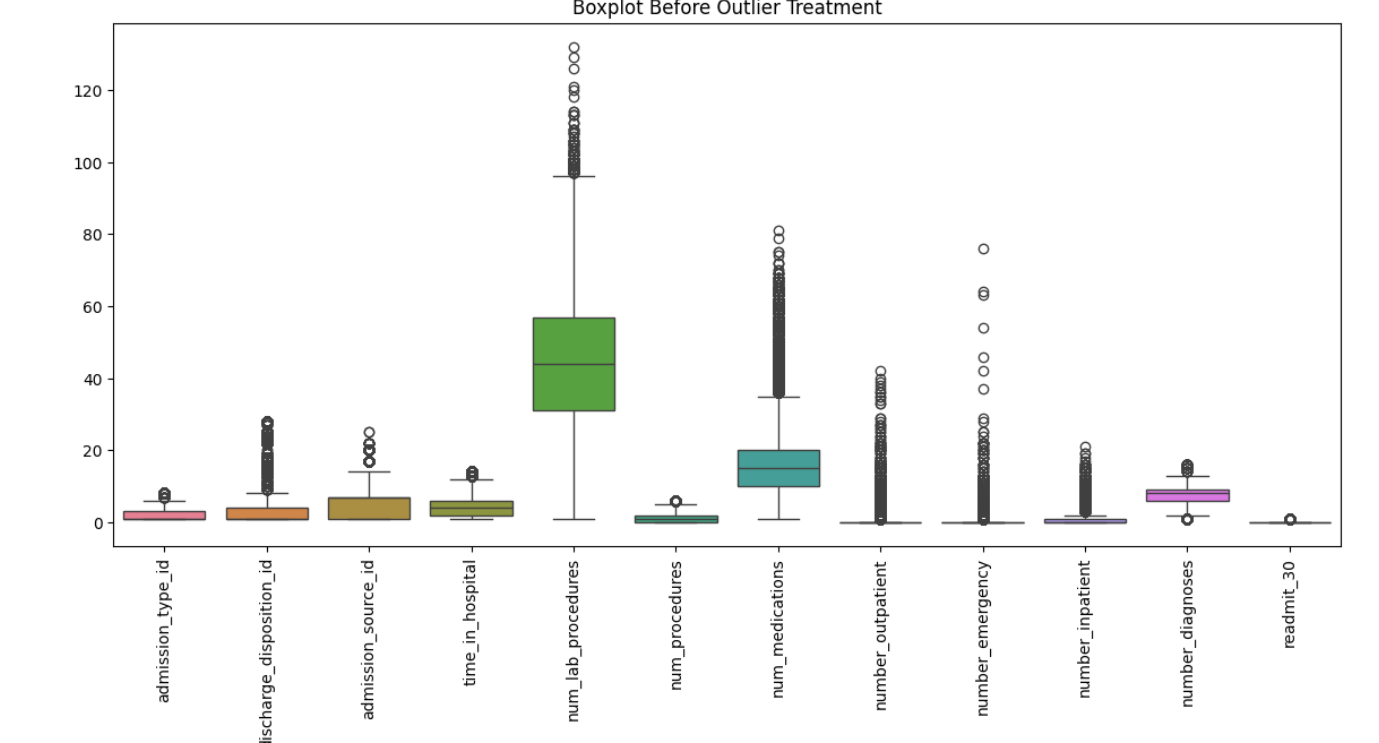 Boxplot Before Outlier Treatment
120
100
80
60
40
20
0
admission_type_id
ischarge_disposition_id
admission_source_id
time_in_hospital
num_lab_procedures
num_procedures
num_medications
number_outpatient
number_emergency
number_inpatient
number_diagnoses
readmit_30